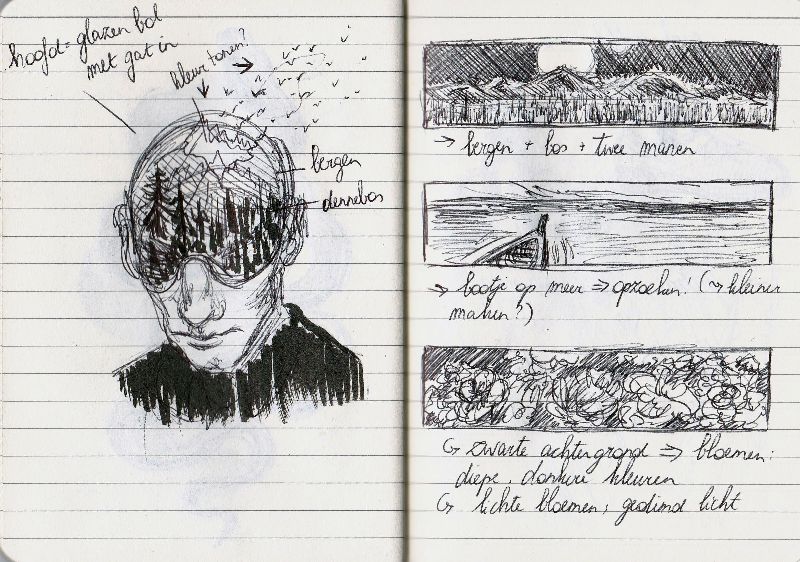 hoofd = glazen bol
met gat in
kleur tonen?
bergen
dennebos
→ bergen + bos + twee manen
→ bootje op meer ⇒ opzoeken! (↝ kleiner
maken?)
↪ zwarte achtergrond ⇒ bloemen:
diepe, donkere kleuren
↪ lichte bloemen, gedimd licht